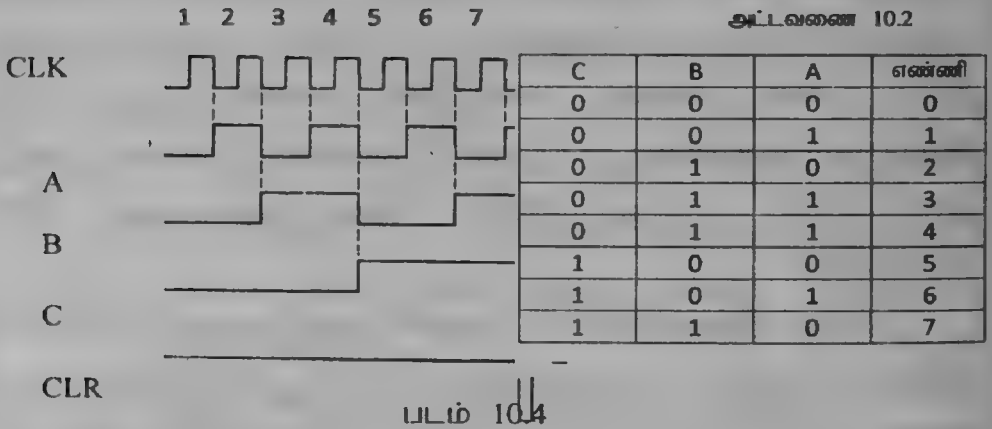 1 2 3 4 5 6 7
அட்டவணை 10.2
CLK
A
B
C
CLR
C B A எண்ணி
0 0 0 0
0 0 1 1
0 1 0 2
0 1 1 3
0 1 1 4
1 0 0 5
1 0 1 6
1 1 0 7
படம் 10.4